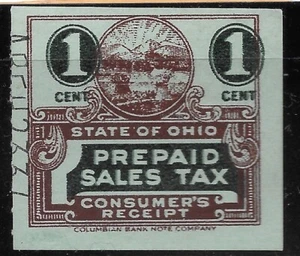 1 1
CENT CENT
STATE OF OHIO
PREPAID
SALES TAX
CONSUMER'S
RECEIPT
COLUMBIAN BANK NOTE COMPANY